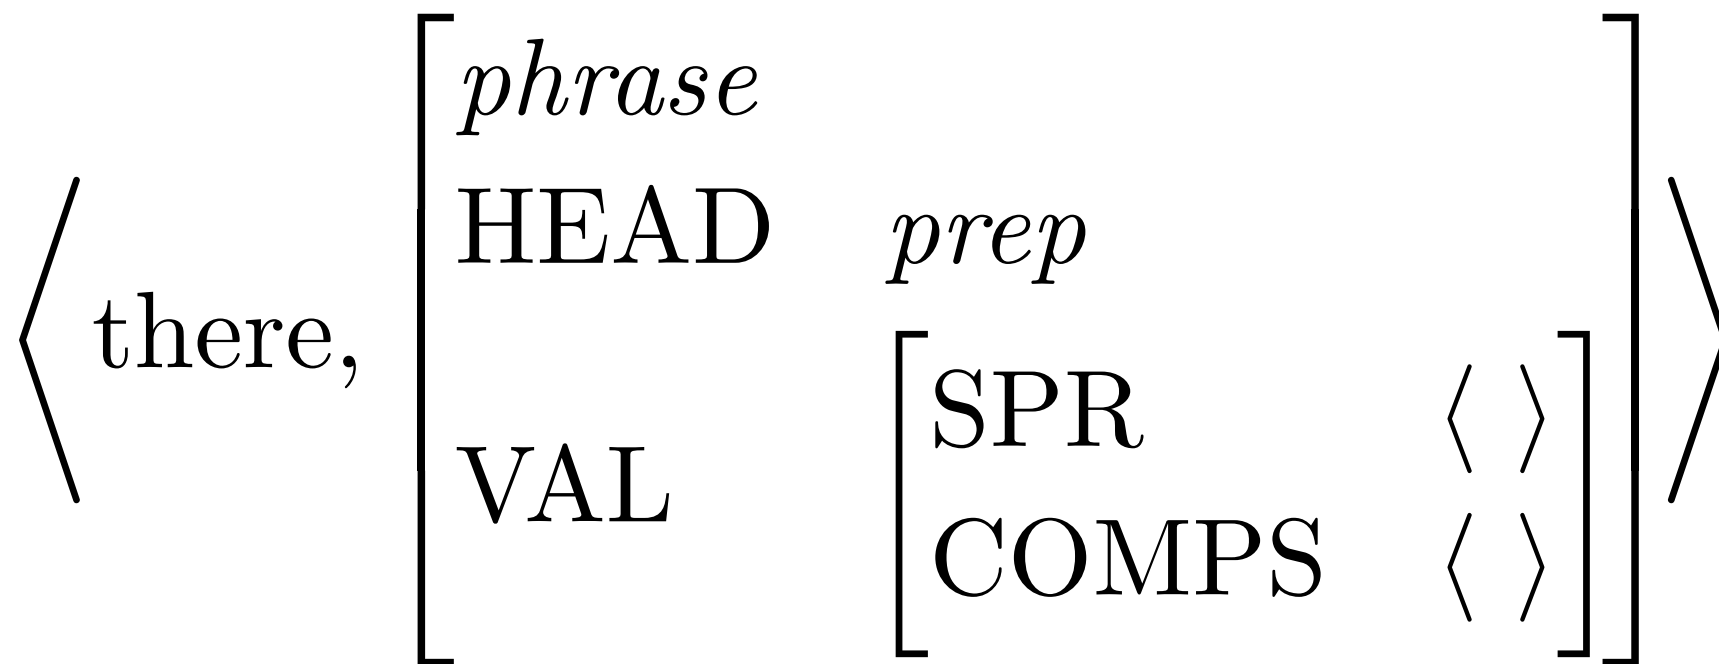 phrase
HEAD prep
⟨ there,
SPR ⟨ ⟩
VAL
COMPS ⟨ ⟩ ⟩